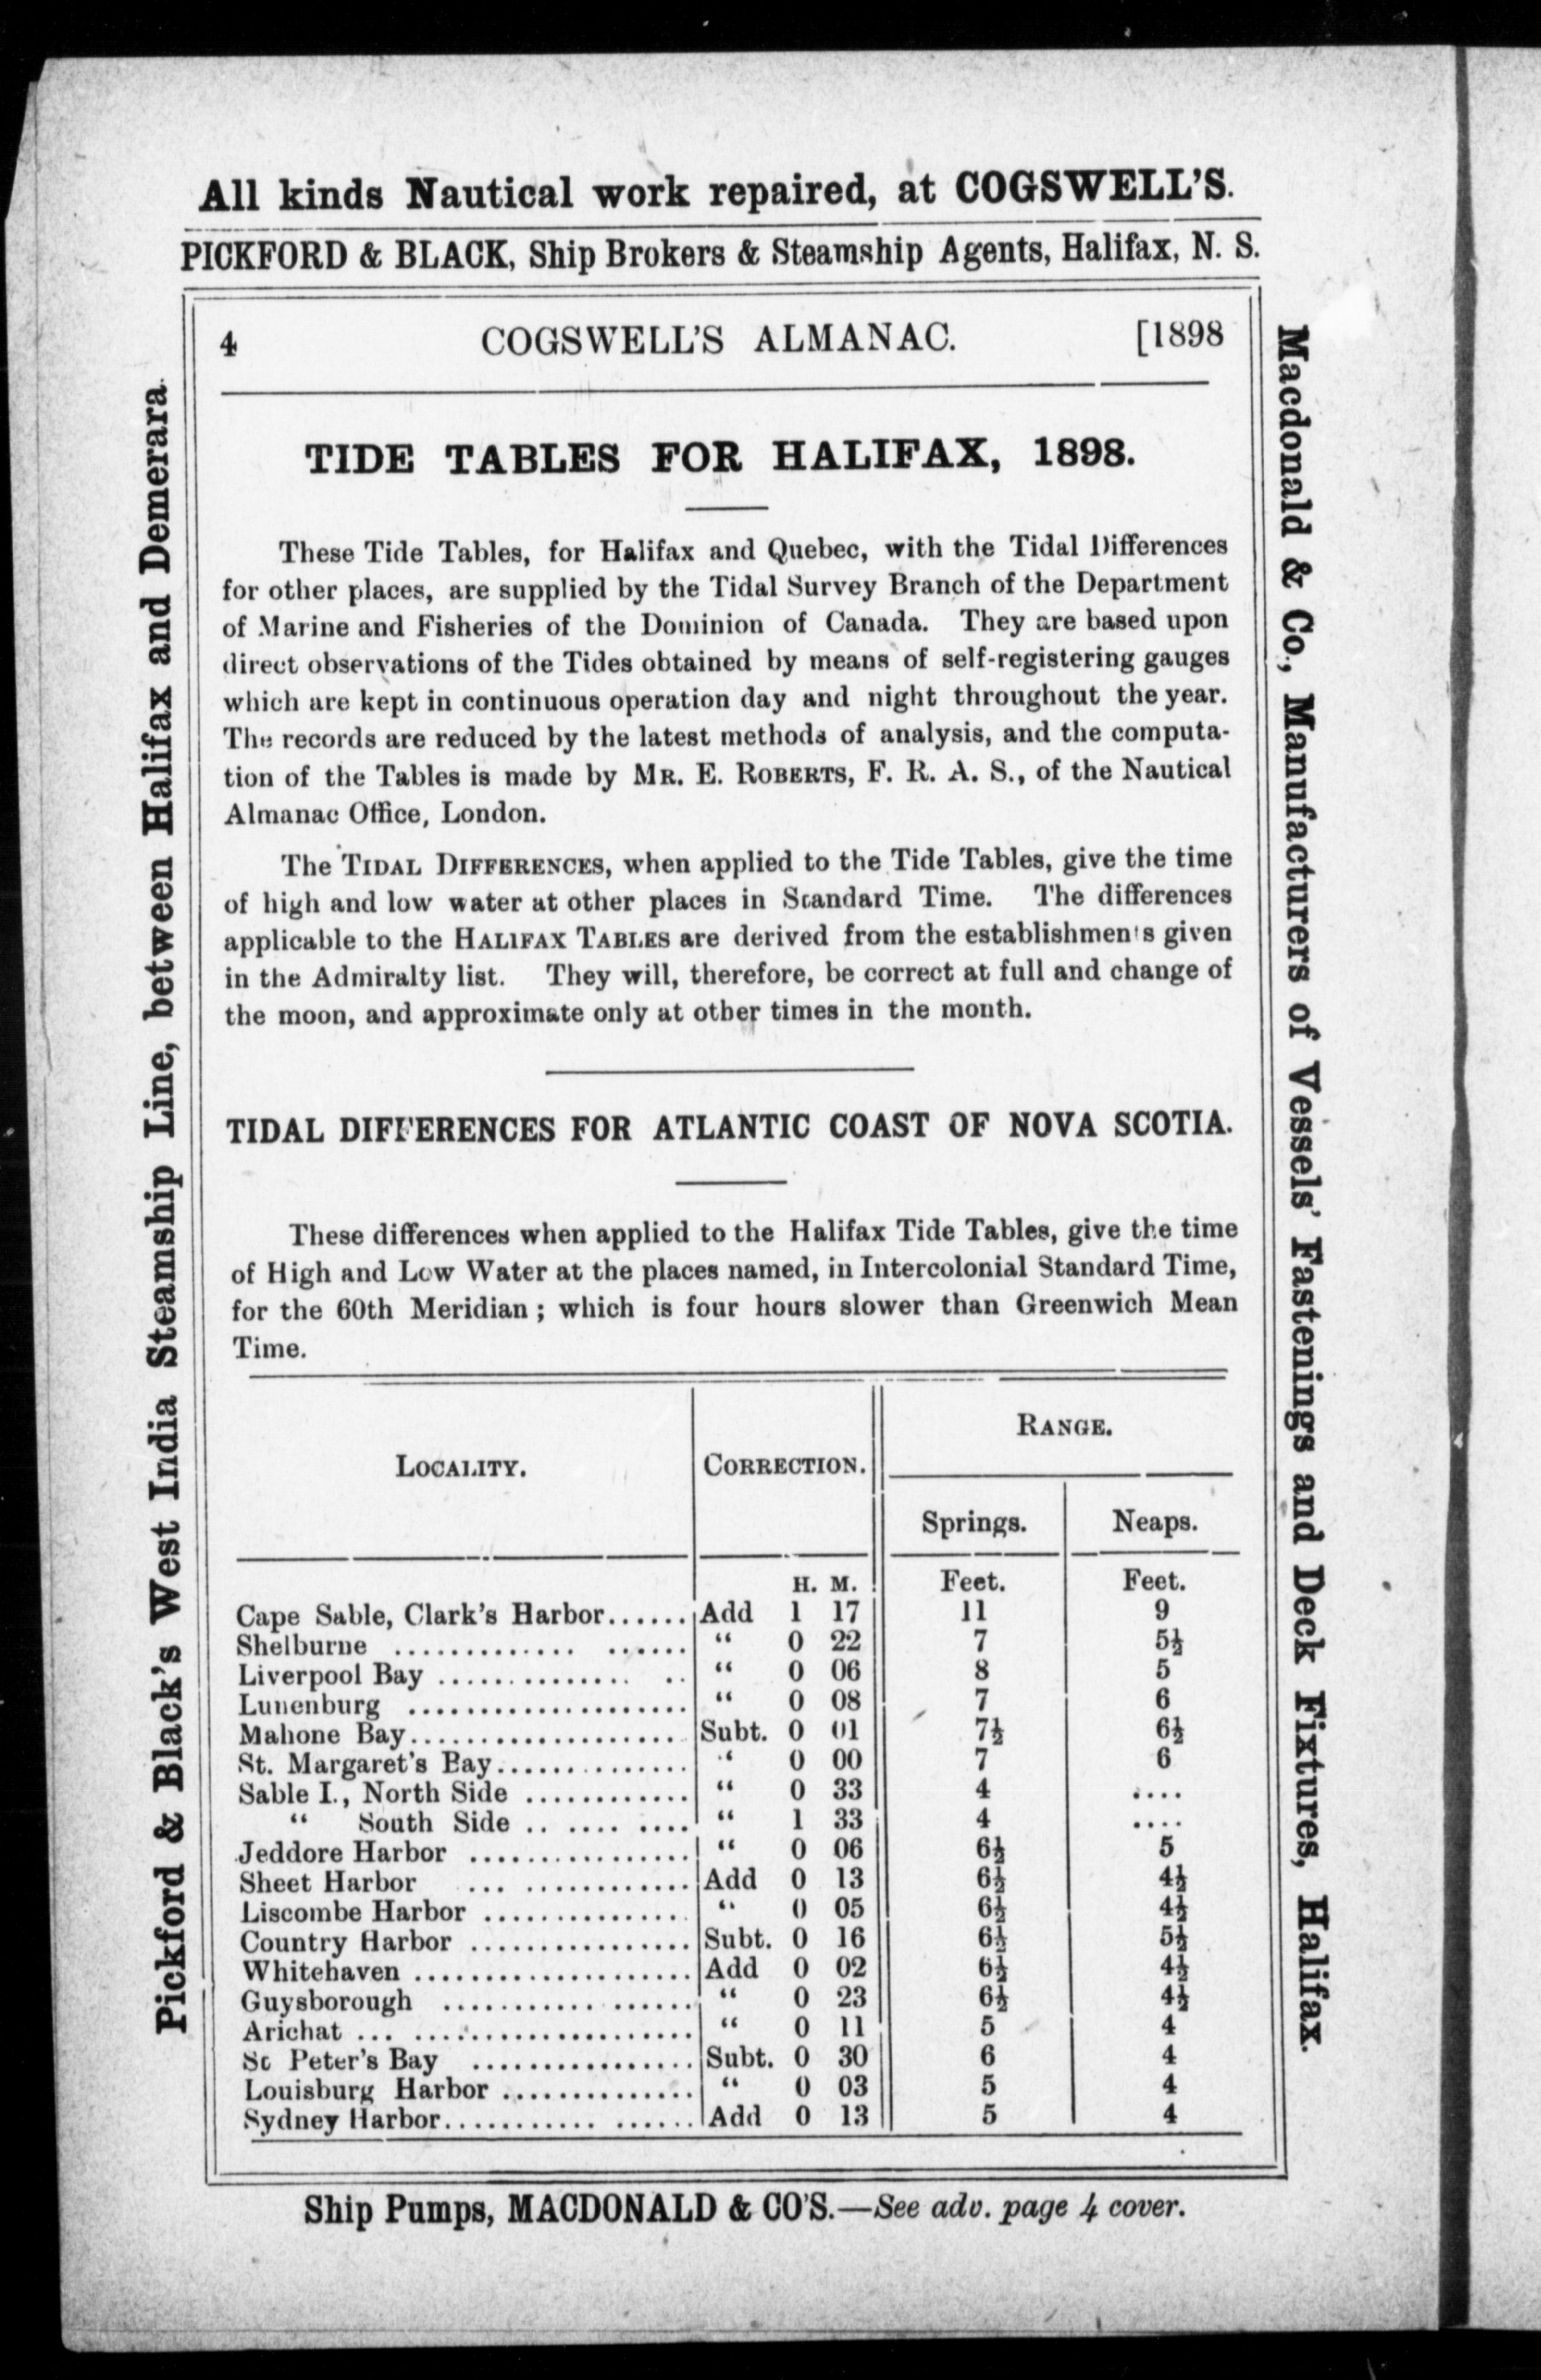 All kinds Nautical work repaired, at COGSWELL'S.
PICKFORD & BLACK, Ship Brokers & Steamship Agents, Halifax, N. S.
4 COGSWELL'S ALMANAC. [1898
TIDE TABLES FOR HALIFAX, 1898.
These Tide Tables, for Halifax and Quebec, with the Tidal Differences
for other places, are supplied by the Tidal Survey Branch of the Department
of Marine and Fisheries of the Dominion of Canada. They are based upon
direct observations of the Tides obtained by means of self-registering gauges
which are kept in continuous operation day and night throughout the year.
The records are reduced by the latest methods of analysis, and the computa-
tion of the Tables is made by MR. E. ROBERTS, F. R. A. S., of the Nautical
Almanac Office, London.
The TIDAL DIFFERENCES, when applied to the Tide Tables, give the time
of high and low water at other places in Standard Time. The differences
applicable to the HALIFAX TABLES are derived from the establishments given
in the Admiralty list. They will, therefore, be correct at full and change of
the moon, and approximate only at other times in the month.
TIDAL DIFFERENCES FOR ATLANTIC COAST OF NOVA SCOTIA.
These differences when applied to the Halifax Tide Tables, give the time
of High and Low Water at the places named, in Intercolonial Standard Time,
for the 60th Meridian ; which is four hours slower than Greenwich Mean
Time.
LOCALITY. CORRECTION. RANGE.
Springs. Neaps.
H. M. Feet. Feet.
Cape Sable, Clark's Harbor...... Add 1 17 11 9
Shelburne .................... " 0 22 7 5½
Liverpool Bay ................ " 0 06 8 5
Lunenburg .................... " 0 08 7 6
Mahone Bay................... Subt. 0 01 7½ 6½
St. Margaret's Bay.............. " 0 00 7 6
Sable I., North Side ............ " 0 33 4 ....
" South Side .. .... .... " 1 33 4 ....
Jeddore Harbor ................ " 0 06 6½ 5
Sheet Harbor ... ............ Add 0 13 6½ 4½
Liscombe Harbor ............... " 0 05 6½ 4½
Country Harbor ................ Subt. 0 16 6½ 5½
Whitehaven .................... Add 0 02 6½ 4½
Guysborough .................. " 0 23 6½ 4½
Arichat ... .................... " 0 11 5 4
St Peter's Bay ................ Subt. 0 30 6 4
Louisburg Harbor .............. " 0 03 5 4
Sydney Harbor........... ...... Add 0 13 5 4
Ship Pumps, MACDONALD & CO'S.—See adv. page 4 cover.
Pickford & Black's West India Steamship Line, between Halifax and Demerara.
Macdonald & Co., Manufacturers of Vessels' Fastenings and Deck Fixtures, Halifax.